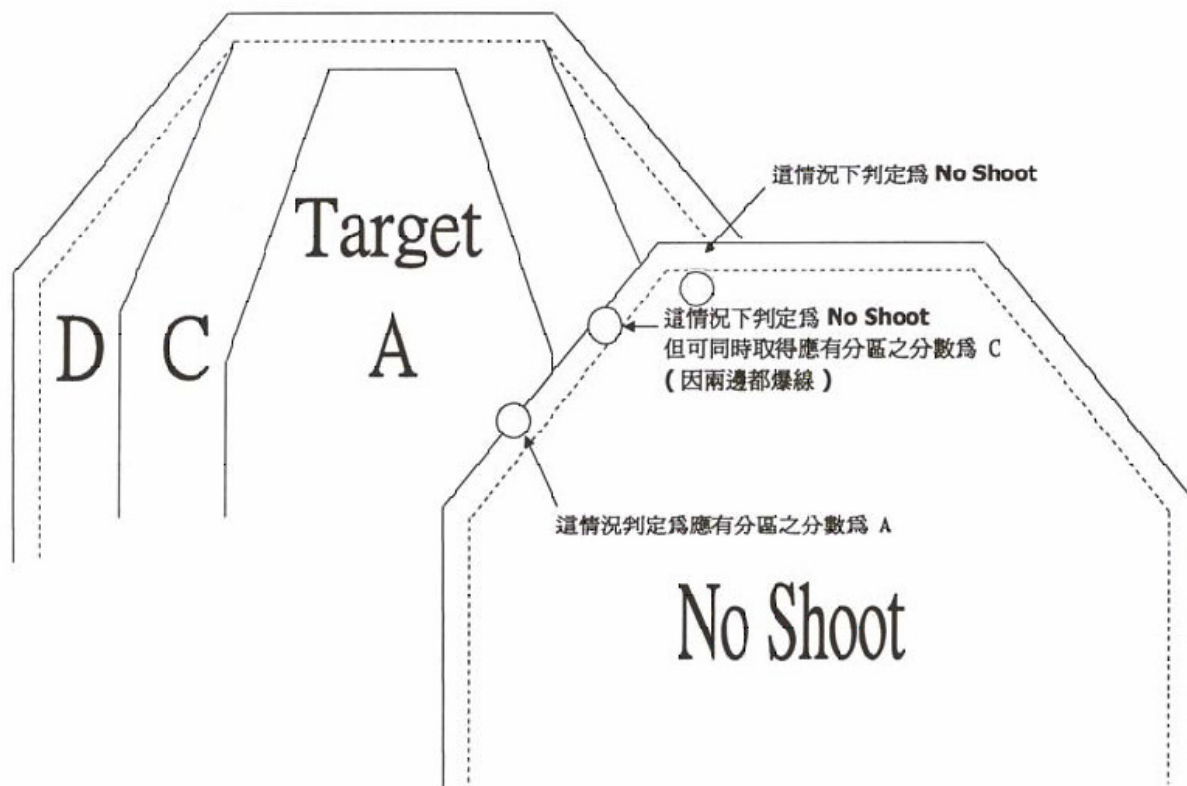 這情況下判定爲 No Shoot
Target
D
C
A
這情況下判定爲 No Shoot
但可同時取得應有分區之分數爲 C
( 因兩邊都爆線 )
這情況判定爲應有分區之分數爲 A
No Shoot